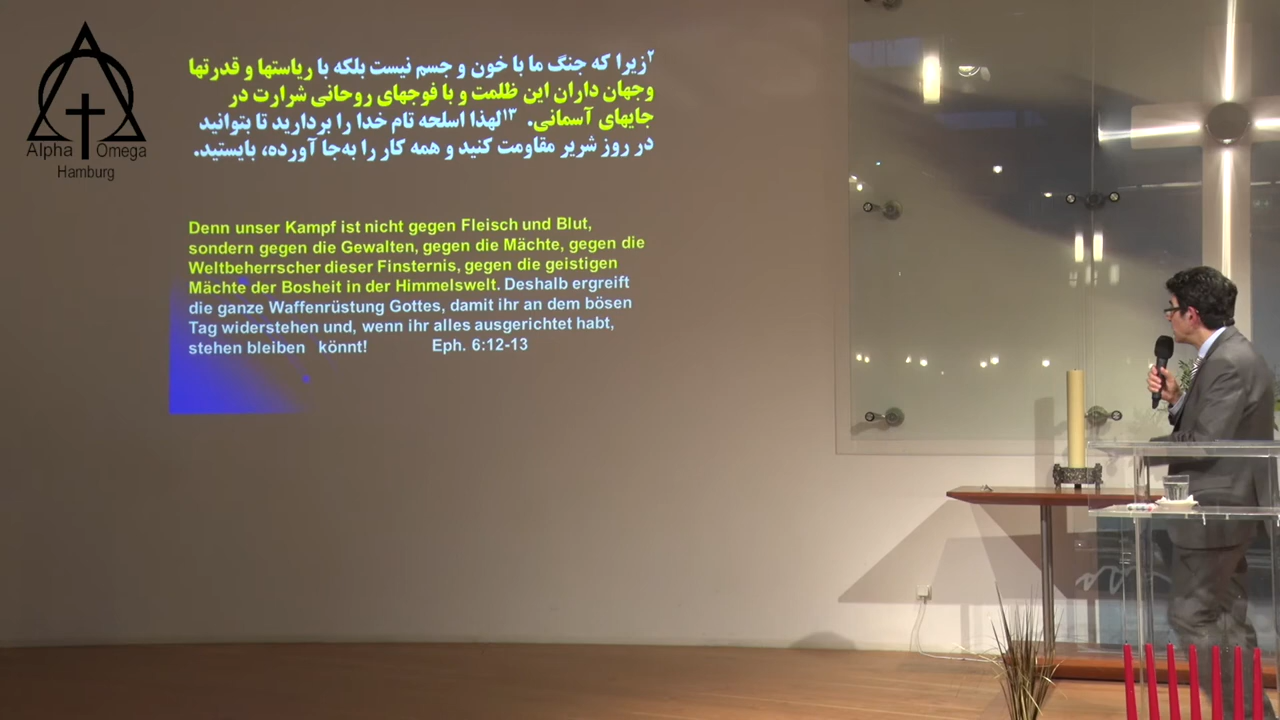 Alpha Omega
Hamburg
۲زیرا که جنگ ما با خون و جسم نیست بلکه با ریاستها و قدرتها
وجهان داران این ظلمت و با فوجهای روحانی شرارت در
جایهای آسمانی. ۱۳لهذا اسلحه تام خدا را بردارید تا بتوانید
در روز شریر مقاومت کنید و همه کار را به‌جا آورده، بایستید.
Denn unser Kampf ist nicht gegen Fleisch und Blut,
sondern gegen die Gewalten, gegen die Mächte, gegen die
Weltbeherrscher dieser Finsternis, gegen die geistigen
Mächte der Bosheit in der Himmelswelt. Deshalb ergreift
die ganze Waffenrüstung Gottes, damit ihr an dem bösen
Tag widerstehen und, wenn ihr alles ausgerichtet habt,
stehen bleiben könnt! Eph. 6:12-13